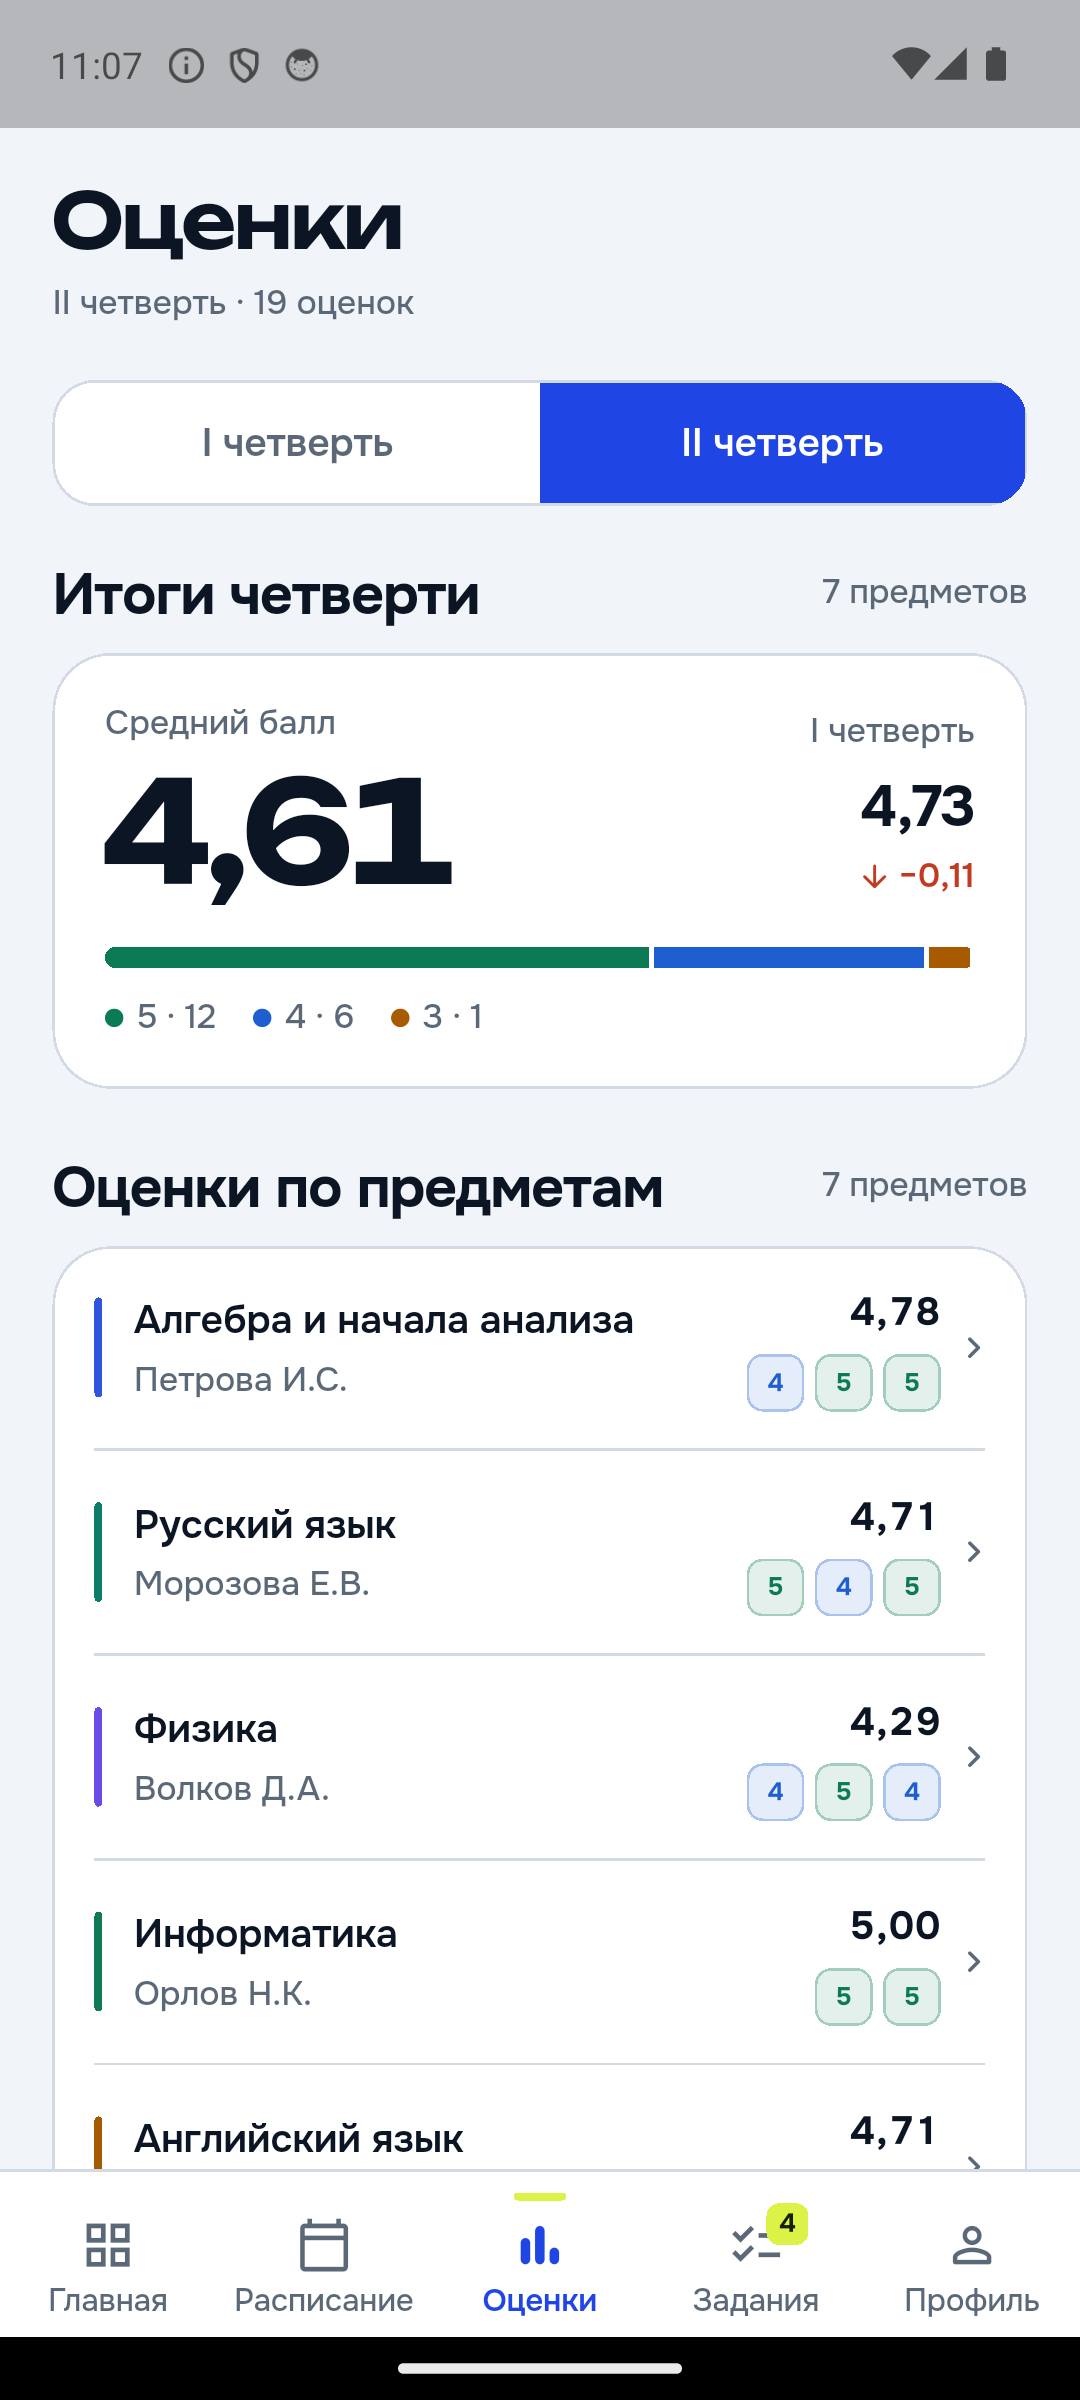 11:07
Оценки
II четверть · 19 оценок
I четверть
II четверть
Итоги четверти
7 предметов
Средний балл
I четверть
4,61
4,73
↓ −0,11
5 · 12
4 · 6
3 · 1
Оценки по предметам
7 предметов
Алгебра и начала анализа
4,78
Петрова И.С.
4 5 5
Русский язык
4,71
Морозова Е.В.
5 4 5
Физика
4,29
Волков Д.А.
4 5 4
Информатика
5,00
Орлов Н.К.
5 5
Английский язык
4,71
4
Главная
Расписание
Оценки
Задания
Профиль